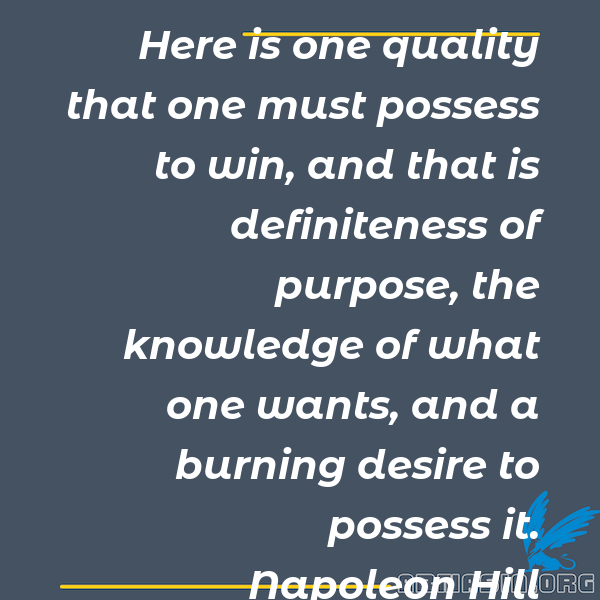 Here is one quality
that one must possess
to win, and that is
definiteness of
purpose, the
knowledge of what
one wants, and a
burning desire to
possess it.
Napoleon Hill